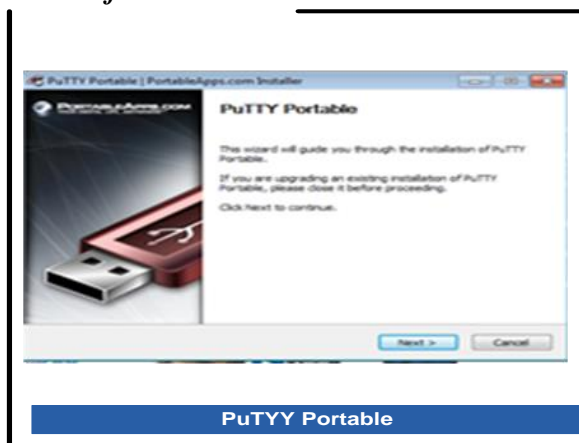 PuTTY Portable | PortableApps.com Installer
PORTABLEAPPS.COM
PuTTY Portable
This wizard will guide you through the installation of PuTTY
Portable.
If you are upgrading an existing installation of PuTTY
Portable, please close it before proceeding.
Click Next to continue.
Next >
Cancel
PuTYY Portable